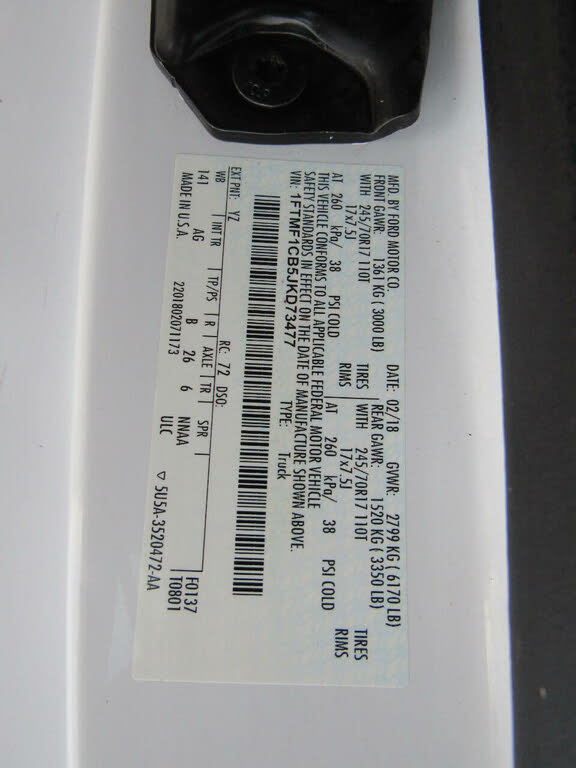 MFD. BY FORD MOTOR CO. DATE: 02/18 GVWR: 2799 KG ( 6170 LB)
FRONT GAWR: 1361 KG ( 3000 LB) REAR GAWR: 1520 KG ( 3350 LB)
WITH 245/70R17 110T TIRES WITH 245/70R17 110T TIRES
17x7.5J RIMS 17x7.5J RIMS
AT 260 kPa/ 38 PSI COLD AT 260 kPa/ 38 PSI COLD
THIS VEHICLE CONFORMS TO ALL APPLICABLE FEDERAL MOTOR VEHICLE
SAFETY STANDARDS IN EFFECT ON THE DATE OF MANUFACTURE SHOWN ABOVE.
VIN: 1FTMF1CB5JKD73477 TYPE: Truck
EXT PNT: YZ RC: 72 DSO: F0137
WB INT TR TP/PS R AXLE TR SPR T0801
141 AG B 26 6 NNAA
MADE IN U.S.A. 2201802071173 ULC 5U5A-3520472-AA